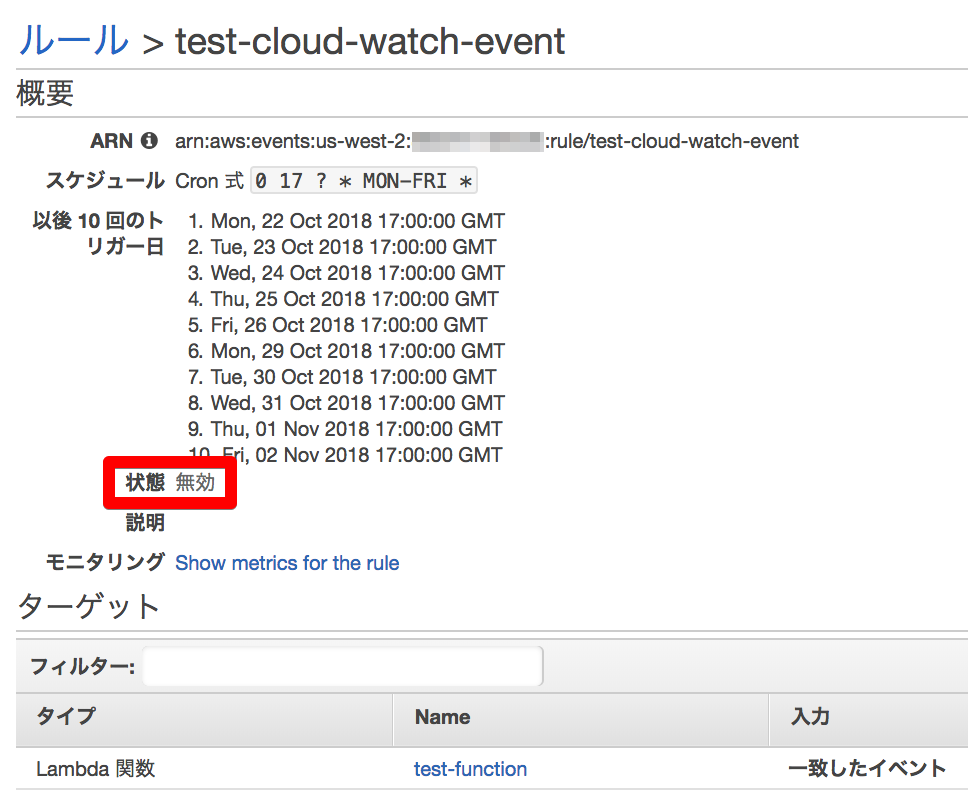 ルール > test-cloud-watch-event
概要
ARN arn:aws:events:us-west-2: :rule/test-cloud-watch-event
スケジュール Cron 式 0 17 ? * MON-FRI *
以後 10 回のトリガー日
1. Mon, 22 Oct 2018 17:00:00 GMT
2. Tue, 23 Oct 2018 17:00:00 GMT
3. Wed, 24 Oct 2018 17:00:00 GMT
4. Thu, 25 Oct 2018 17:00:00 GMT
5. Fri, 26 Oct 2018 17:00:00 GMT
6. Mon, 29 Oct 2018 17:00:00 GMT
7. Tue, 30 Oct 2018 17:00:00 GMT
8. Wed, 31 Oct 2018 17:00:00 GMT
9. Thu, 01 Nov 2018 17:00:00 GMT
10. Fri, 02 Nov 2018 17:00:00 GMT
状態 無効
説明
モニタリング Show metrics for the rule
ターゲット
フィルター:
タイプ Name 入力
Lambda 関数 test-function 一致したイベント